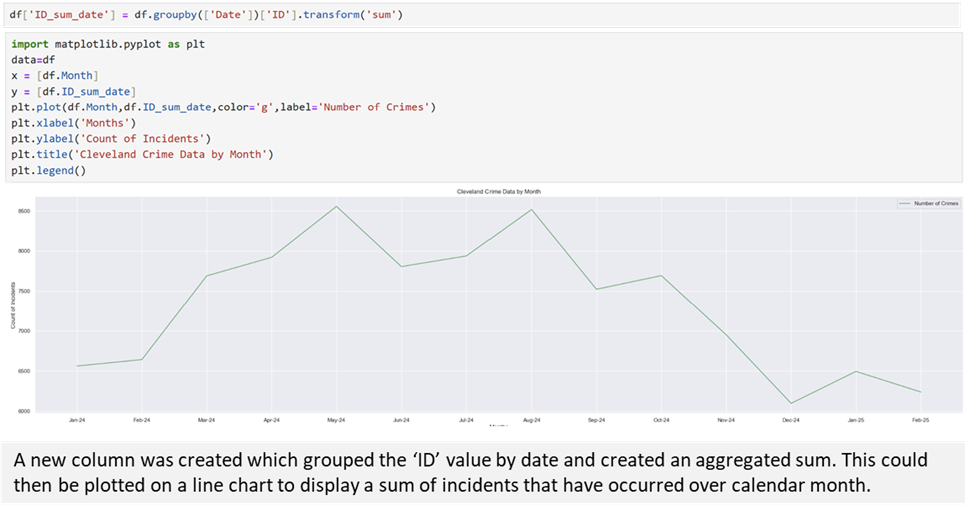 df['ID_sum_date'] = df.groupby(['Date'])['ID'].transform('sum')
import matplotlib.pyplot as plt
data=df
x = [df.Month]
y = [df.ID_sum_date]
plt.plot(df.Month,df.ID_sum_date,color='g',label='Number of Crimes')
plt.xlabel('Months')
plt.ylabel('Count of Incidents')
plt.title('Cleveland Crime Data by Month')
plt.legend()
Cleveland Crime Data by Month
Number of Crimes
8500
8000
7500
7000
6500
6000
Count of Incidents
Jan-24 Feb-24 Mar-24 Apr-24 May-24 Jun-24 Jul-24 Aug-24 Sep-24 Oct-24 Nov-24 Dec-24 Jan-25 Feb-25
A new column was created which grouped the ‘ID’ value by date and created an aggregated sum. This could
then be plotted on a line chart to display a sum of incidents that have occurred over calendar month.